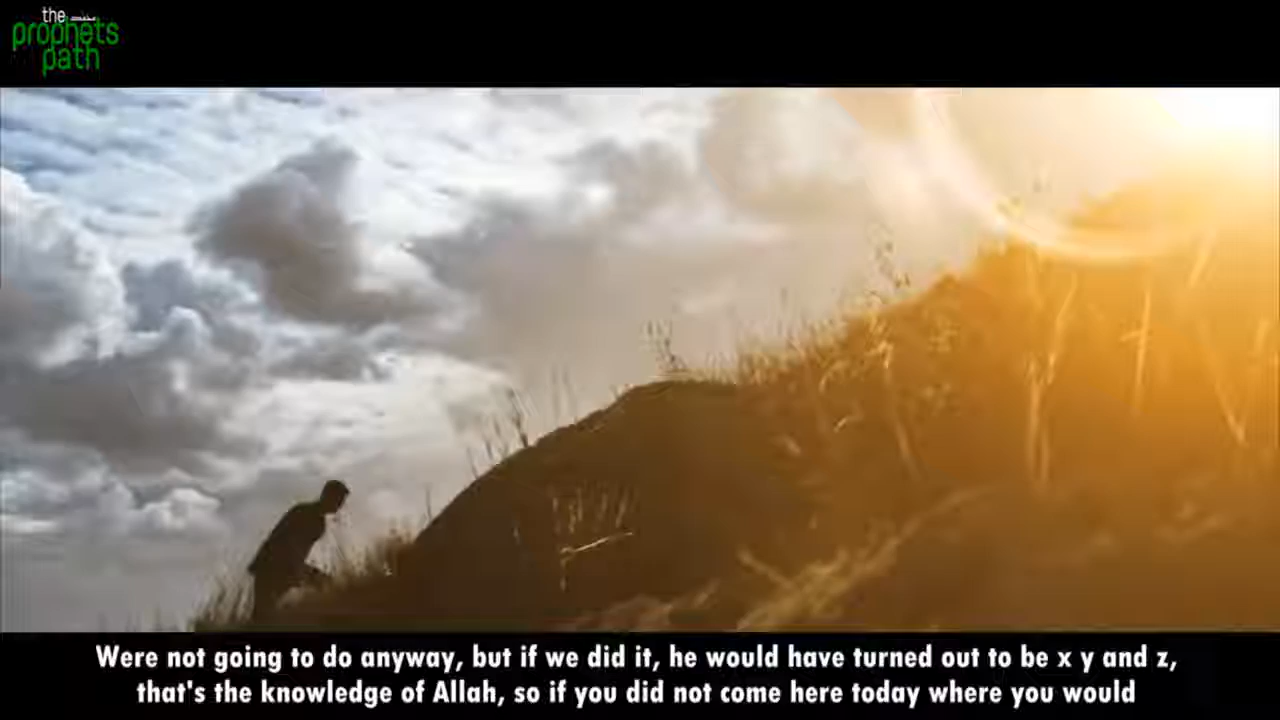 the
prophets
path
Were not going to do anyway, but if we did it, he would have turned out to be x y and z,
that's the knowledge of Allah, so if you did not come here today where you would